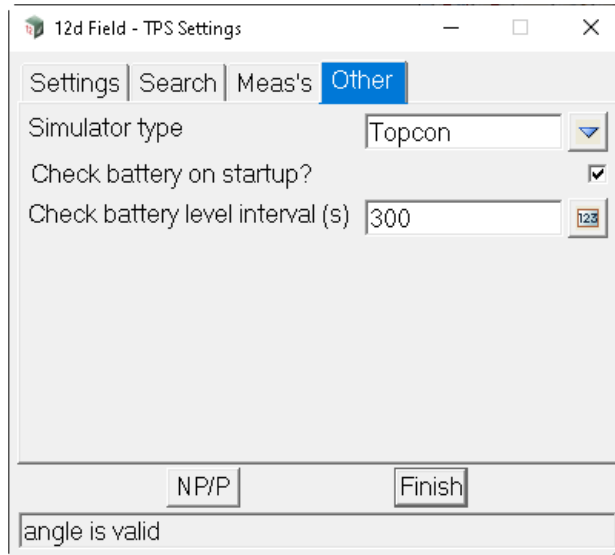 12d Field - TPS Settings
Settings Search Meas's Other
Simulator type Topcon
Check battery on startup?
Check battery level interval (s) 300 123
NP/P Finish
angle is valid